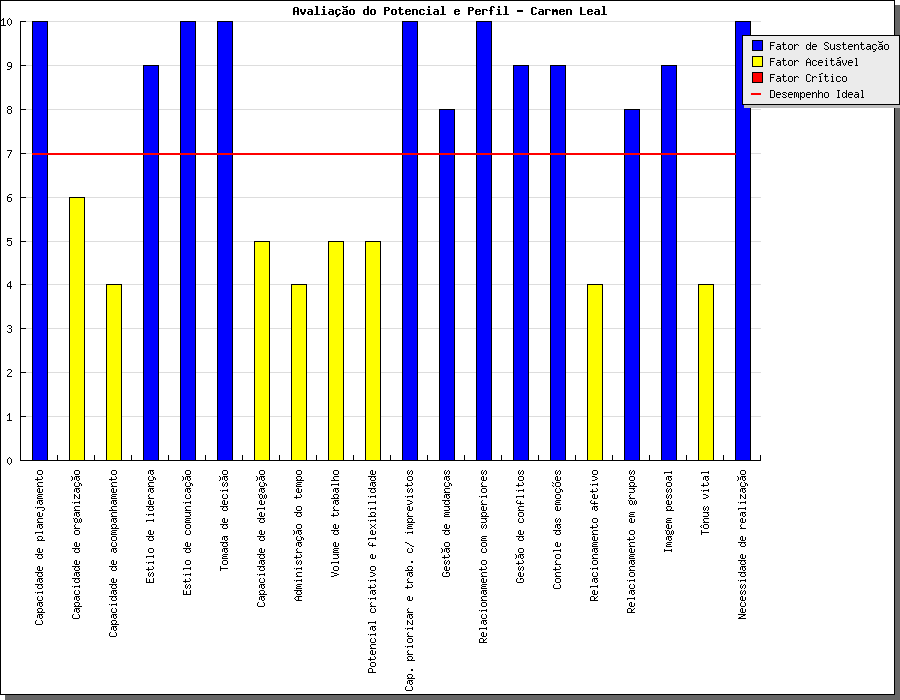 Avaliação do Potencial e Perfil - Carmen Leal
Fator de Sustentação
Fator Aceitável
Fator Crítico
Desempenho Ideal
10
9
8
7
6
5
4
3
2
1
0
Capacidade de planejamento
Capacidade de organização
Capacidade de acompanhamento
Estilo de liderança
Estilo de comunicação
Tomada de decisão
Capacidade de delegação
Administração do tempo
Volume de trabalho
Potencial criativo e flexibilidade
Cap. priorizar e trab. c/ imprevistos
Gestão de mudanças
Relacionamento com superiores
Gestão de conflitos
Controle das emoções
Relacionamento afetivo
Relacionamento em grupos
Imagem pessoal
Tônus vital
Necessidade de realização